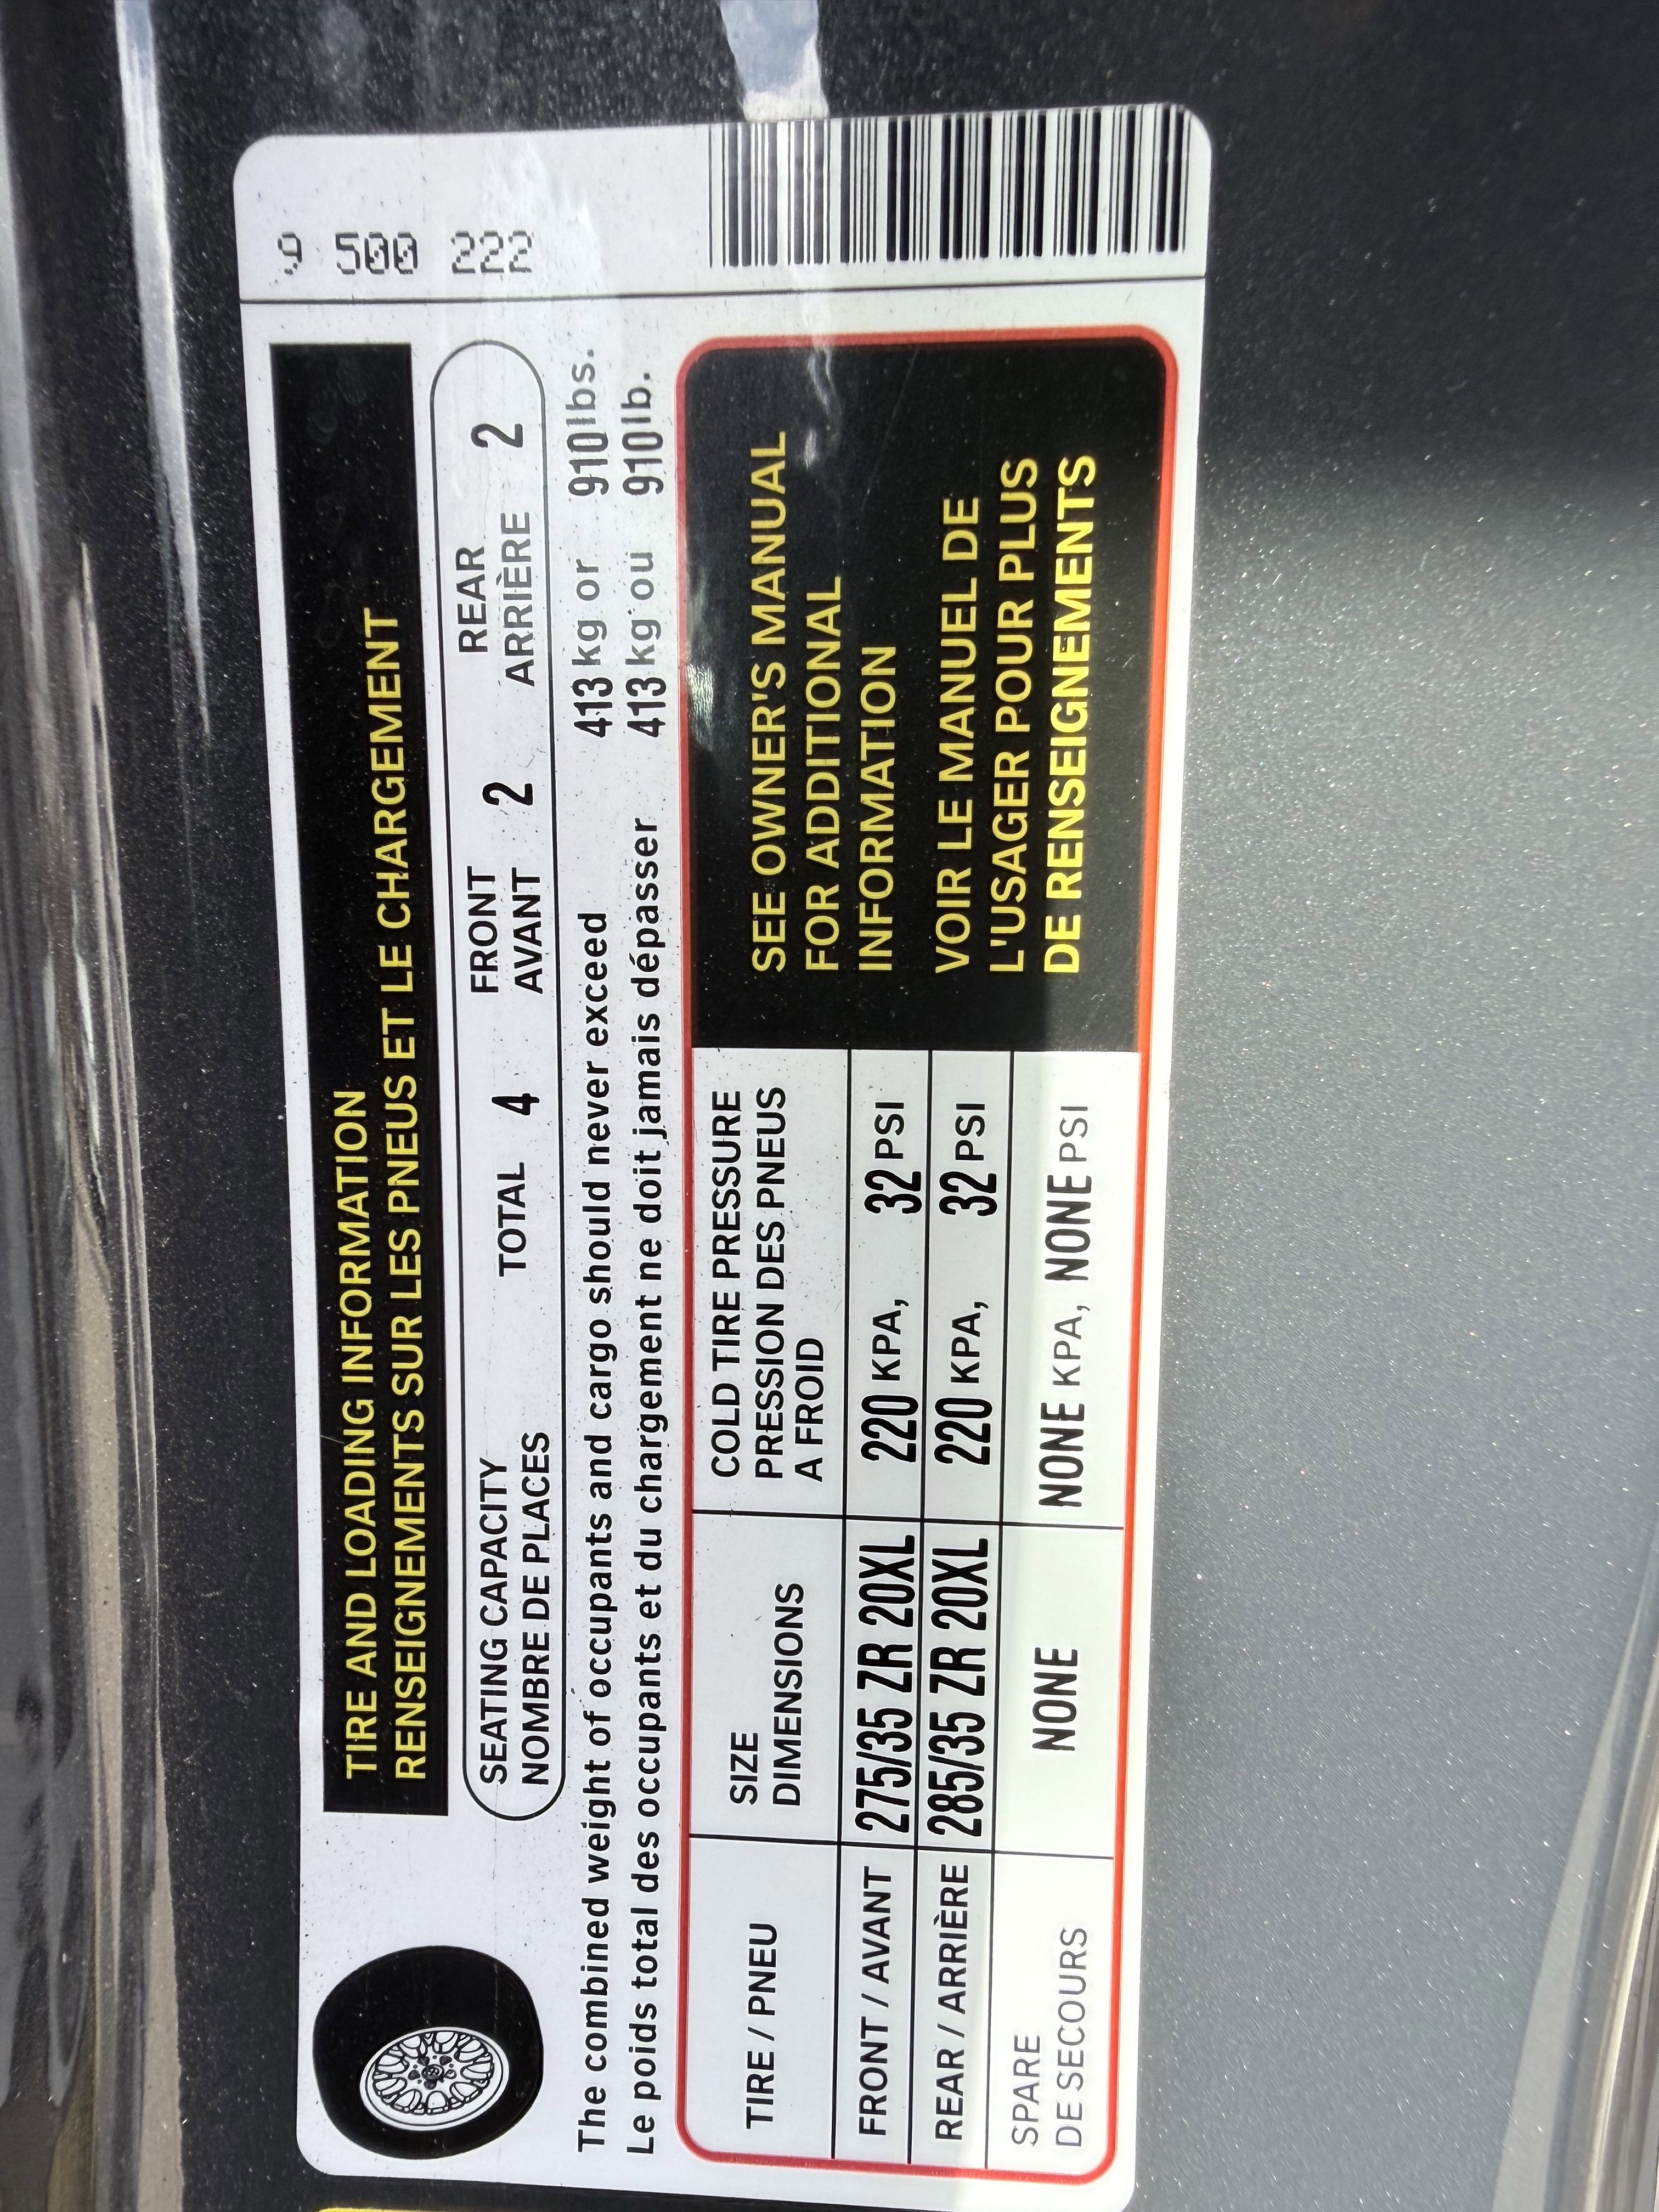 TIRE AND LOADING INFORMATION
RENSEIGNEMENTS SUR LES PNEUS ET LE CHARGEMENT
9 500 222
SEATING CAPACITY
NOMBRE DE PLACES
TOTAL 4
FRONT
AVANT 2
REAR
ARRIÈRE 2
The combined weight of occupants and cargo should never exceed 413 kg or 910 lbs.
Le poids total des occupants et du chargement ne doit jamais dépasser 413 kg ou 910 lb.
TIRE / PNEU
SIZE
DIMENSIONS
COLD TIRE PRESSURE
PRESSION DES PNEUS
A FROID
FRONT / AVANT 275/35 ZR 20XL 220 KPA, 32 PSI
REAR / ARRIÈRE 285/35 ZR 20XL 220 KPA, 32 PSI
SPARE
DE SECOURS
NONE NONE KPA, NONE PSI
SEE OWNER'S MANUAL
FOR ADDITIONAL
INFORMATION
VOIR LE MANUEL DE
L'USAGER POUR PLUS
DE RENSEIGNEMENTS